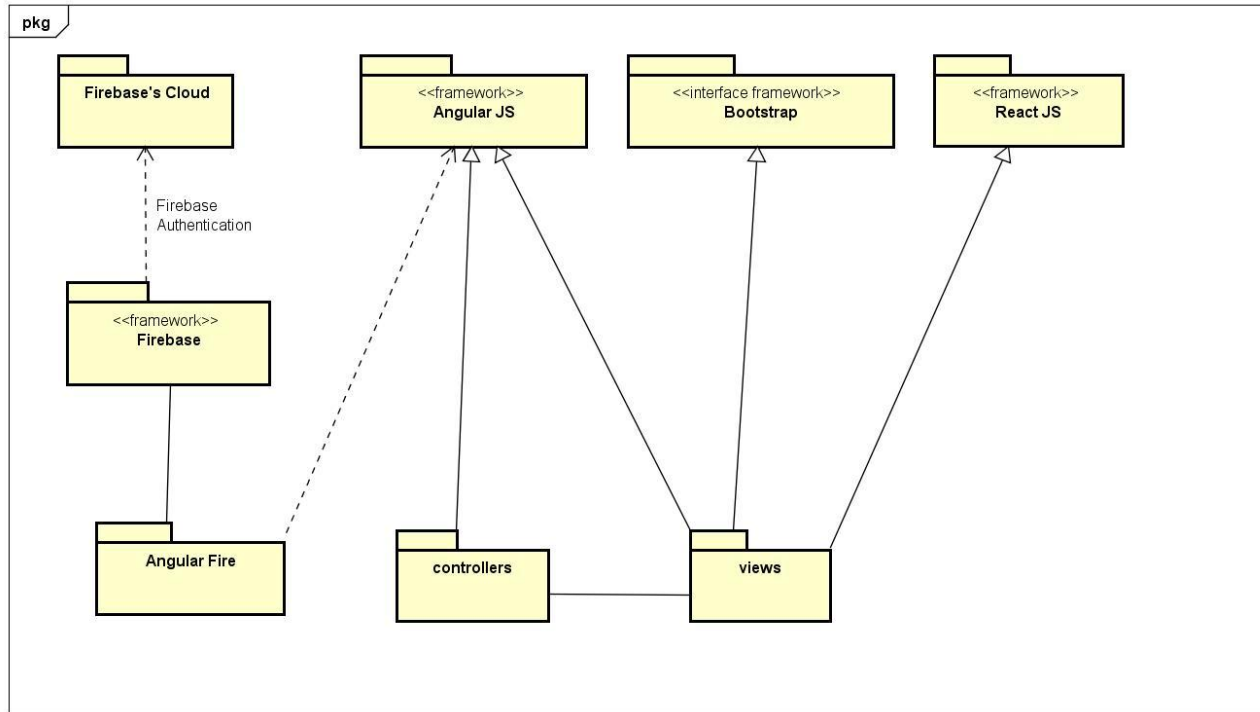 pkg
Firebase's Cloud
<<framework>>
Angular JS
<<interface framework>>
Bootstrap
<<framework>>
React JS
Firebase
Authentication
<<framework>>
Firebase
Angular Fire
controllers
views